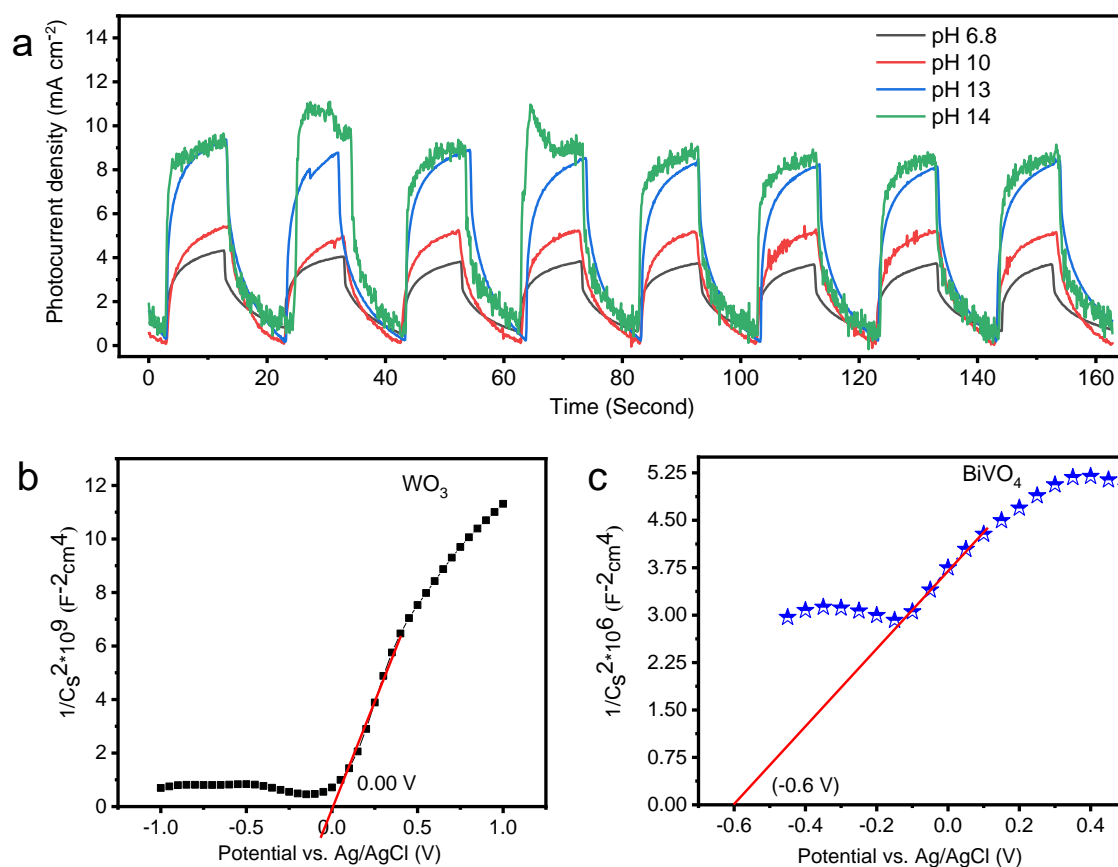 a
Photocurrent density (mA cm⁻²)
14
12
10
8
6
4
2
0
pH 6.8
pH 10
pH 13
pH 14
0 20 40 60 80 100 120 140 160
Time (Second)
b
1/Cs²*10⁹ (F⁻²cm⁴)
12
10
8
6
4
2
0
WO₃
0.00 V
-1.0 -0.5 0.0 0.5 1.0
Potential vs. Ag/AgCl (V)
c
1/Cs²*10⁶ (F⁻²cm⁴)
5.25
4.50
3.75
3.00
2.25
1.50
0.75
0.00
BiVO₄
(-0.6 V)
-0.6 -0.4 -0.2 0.0 0.2 0.4
Potential vs. Ag/AgCl (V)